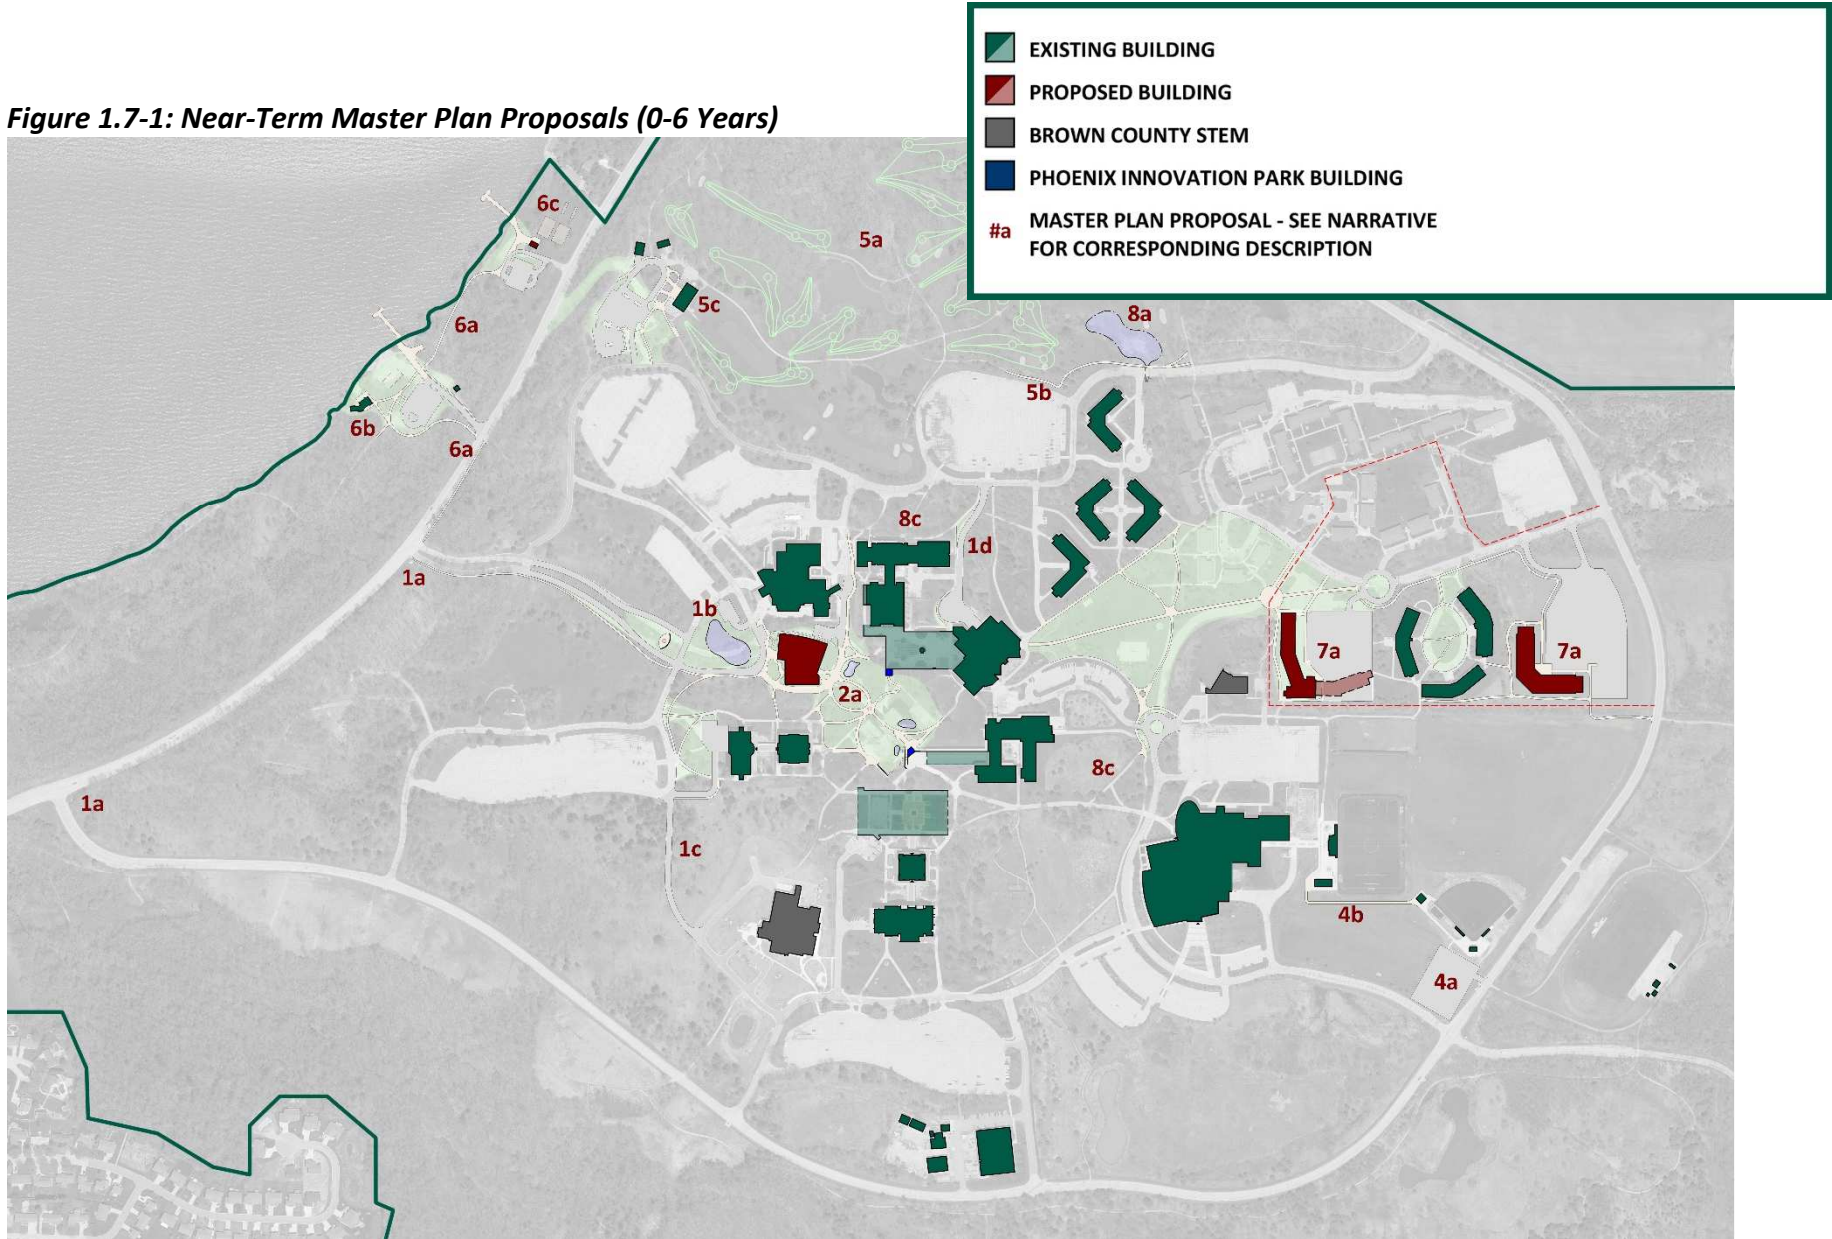 EXISTING BUILDING
PROPOSED BUILDING
BROWN COUNTY STEM
PHOENIX INNOVATION PARK BUILDING
#a MASTER PLAN PROPOSAL - SEE NARRATIVE
FOR CORRESPONDING DESCRIPTION
Figure 1.7-1: Near-Term Master Plan Proposals (0-6 Years)
6c
5a
5c
8a
6a
5b
6b
6a
8c
1d
1a
1b
7a
7a
2a
8c
1a
1c
4b
4a